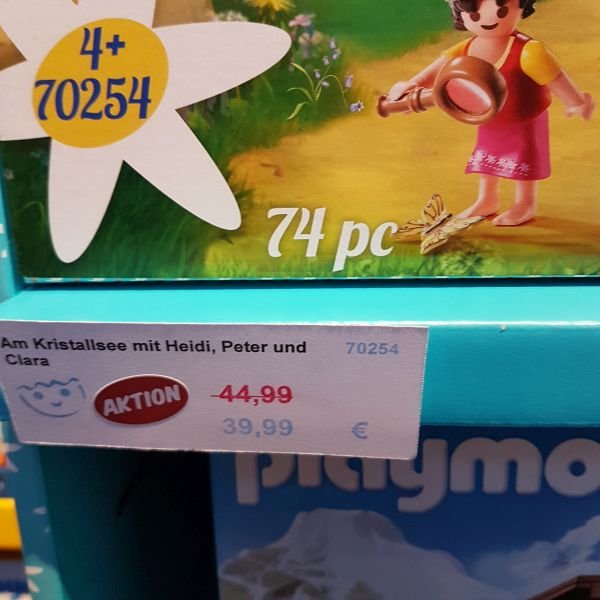 4+
70254
74 pc
Am Kristallsee mit Heidi, Peter und 70254
Clara
AKTION 44,99
39,99 €
playmo